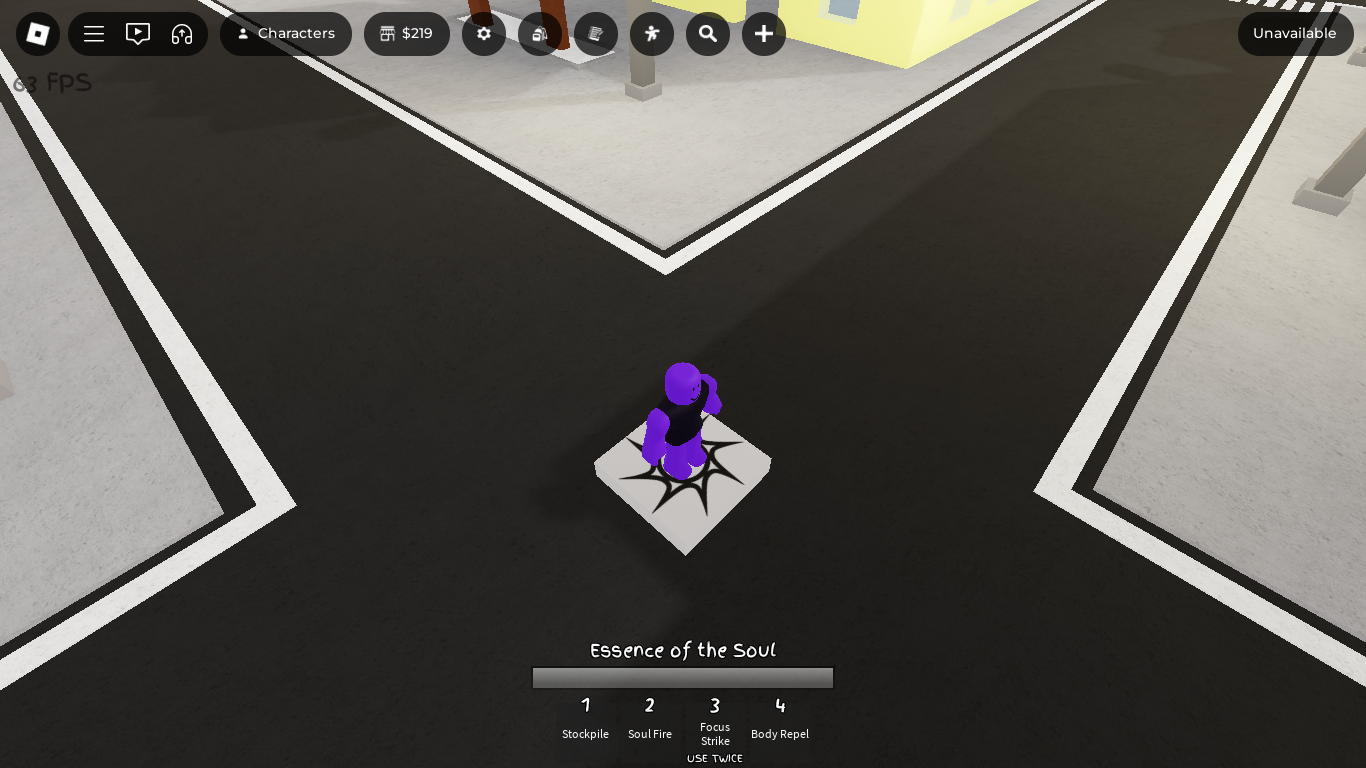 Characters
$219
Unavailable
63 FPS
Essence of the Soul
1 2 3 4
Stockpile Soul Fire Focus Strike Body Repel
USE TWICE